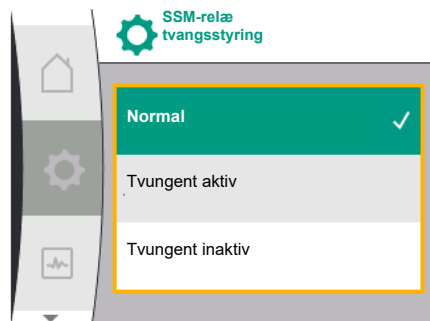 SSM-relæ
tvangsstyring
Normal
Tvungent aktiv
Tvungent inaktiv